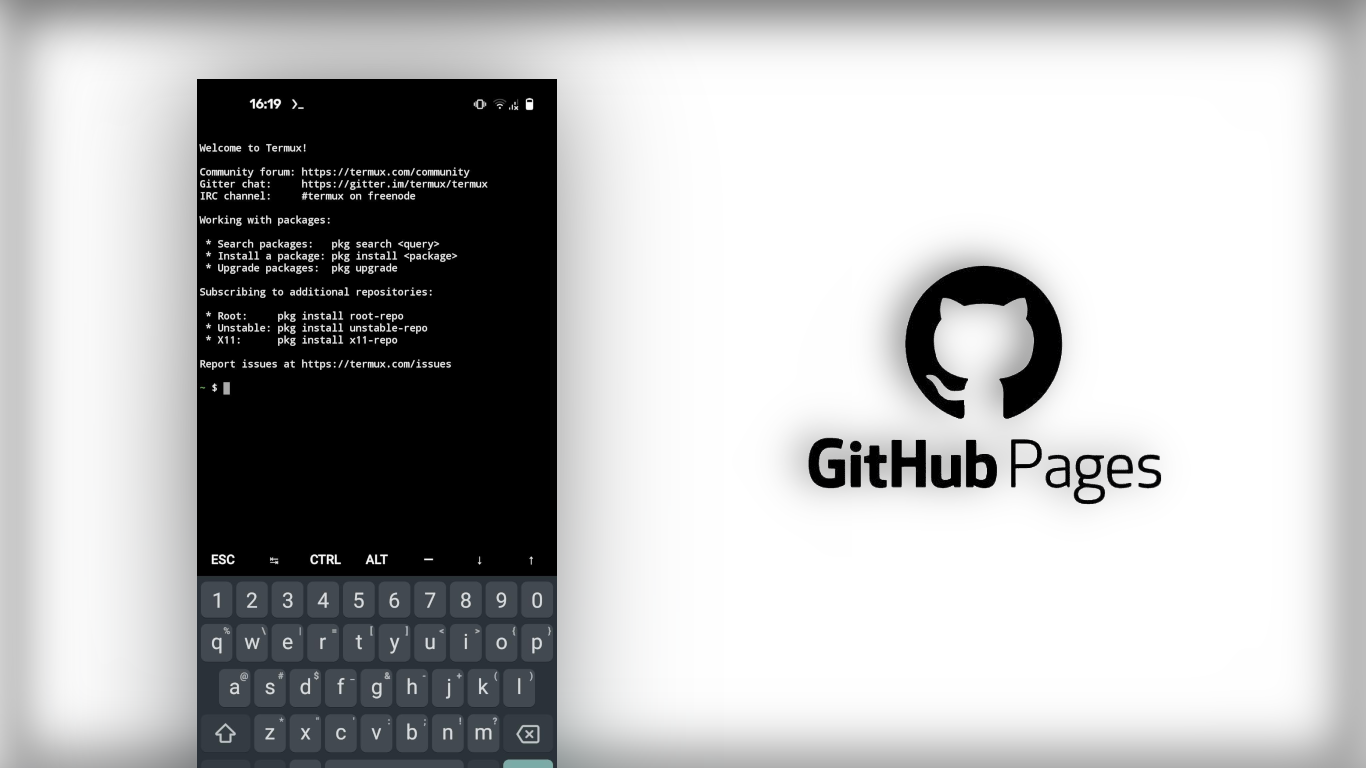 16:19
Welcome to Termux!
Community forum: https://termux.com/community
Gitter chat: https://gitter.im/termux/termux
IRC channel: #termux on freenode
Working with packages:
* Search packages: pkg search <query>
* Install a package: pkg install <package>
* Upgrade packages: pkg upgrade
Subscribing to additional repositories:
* Root: pkg install root-repo
* Unstable: pkg install unstable-repo
* X11: pkg install x11-repo
Report issues at https://termux.com/issues
~ $
ESC ↹ CTRL ALT — ↓ ↑
1 2 3 4 5 6 7 8 9 0
q % w \ e | r = t [ y ] u < i > o { p }
a @ s # d $ f _ g & h - j + k ( l )
z * x " c ' v : b ; n ! m ?
GitHub Pages